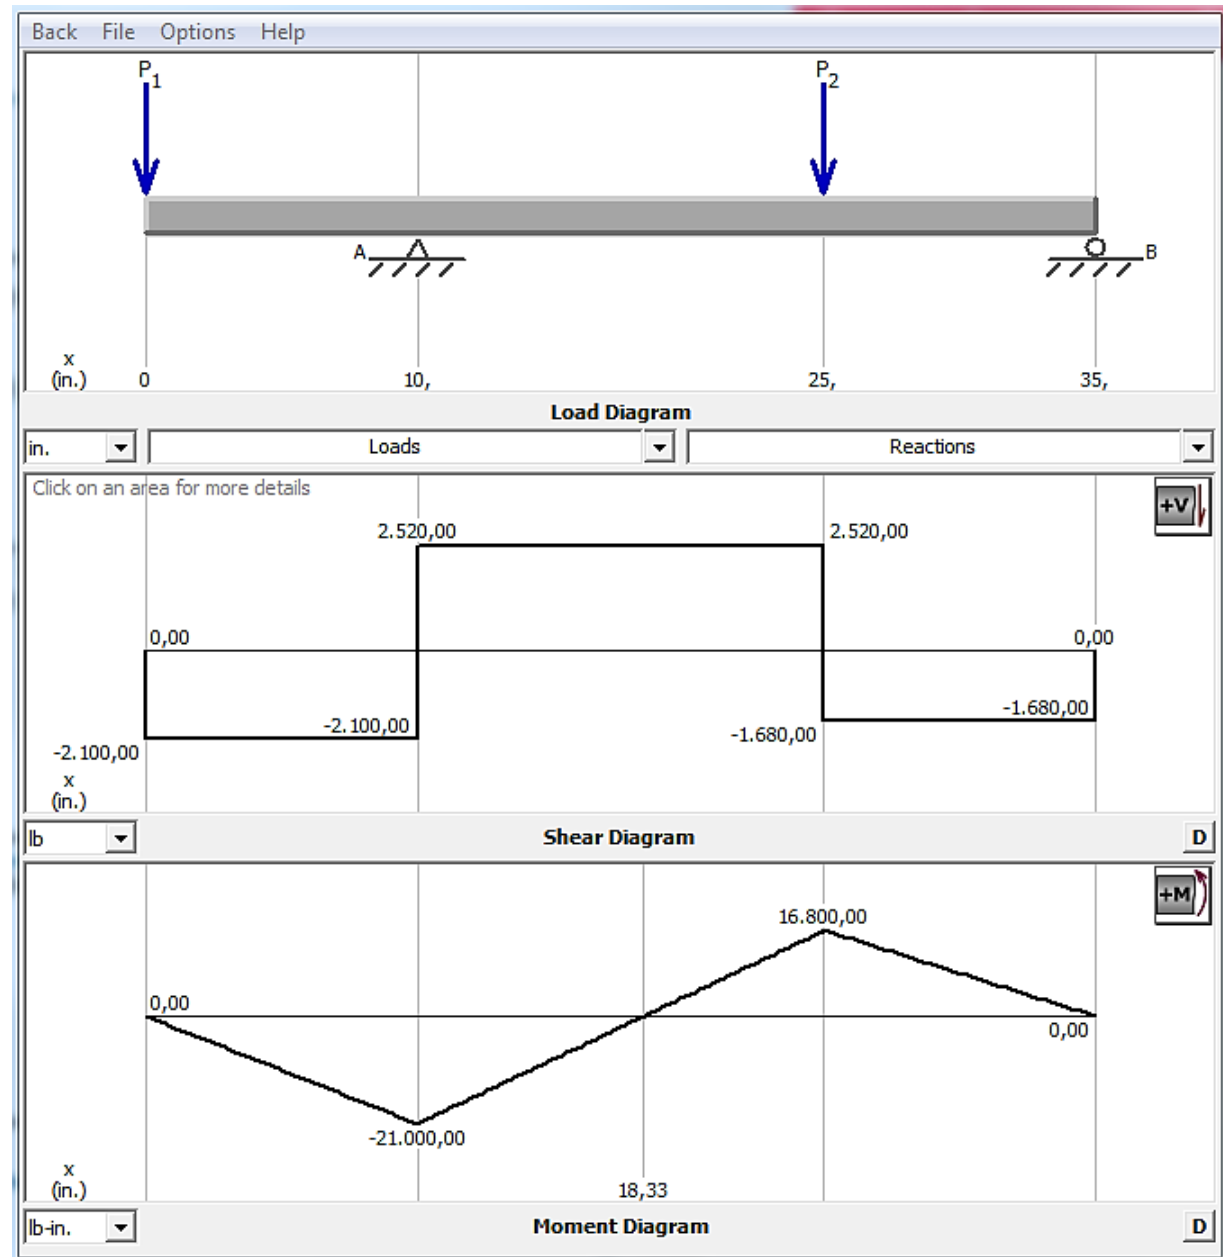 Back File Options Help
P1 P2
A B
x
(in.) 0 10, 25, 35,
Load Diagram
in. Loads Reactions
Click on an area for more details
+V
2.520,00 2.520,00
0,00 0,00
-2.100,00 -1.680,00 -1.680,00
-2.100,00
x
(in.)
lb Shear Diagram D
+M
16.800,00
0,00
0,00
-21.000,00
x
(in.) 18,33
lb-in. Moment Diagram D